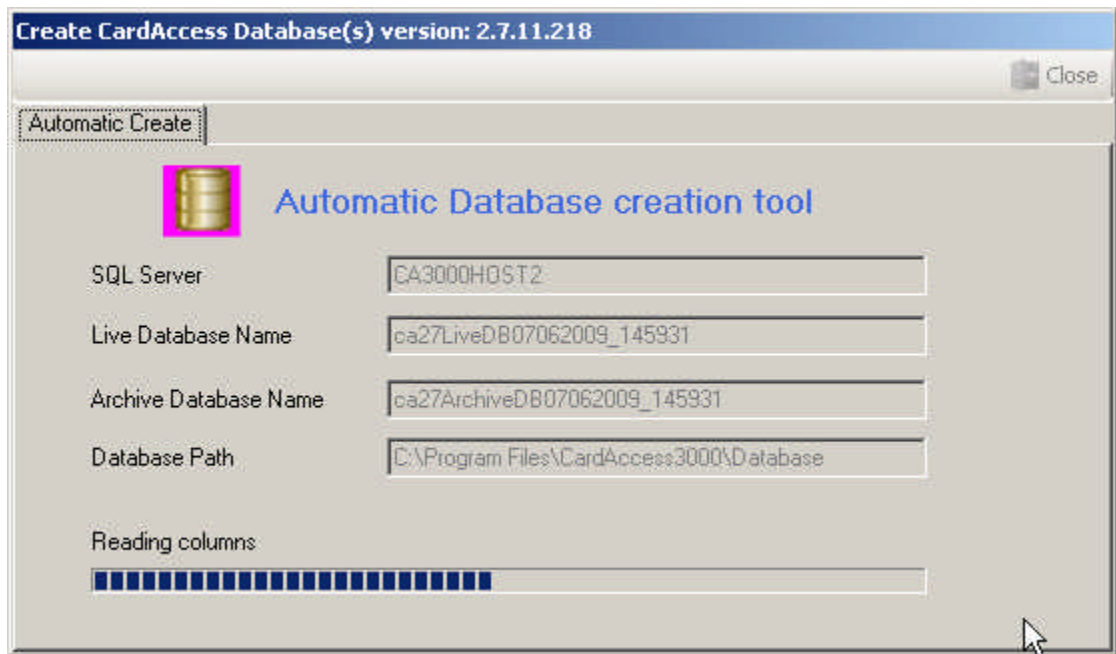 Create CardAccess Database(s) version: 2.7.11.218
Close
Automatic Create
Automatic Database creation tool
SQL Server CA3000HOST2
Live Database Name ca27LiveDB07062009_145931
Archive Database Name ca27ArchiveDB07062009_145931
Database Path C:\Program Files\CardAccess3000\Database
Reading columns